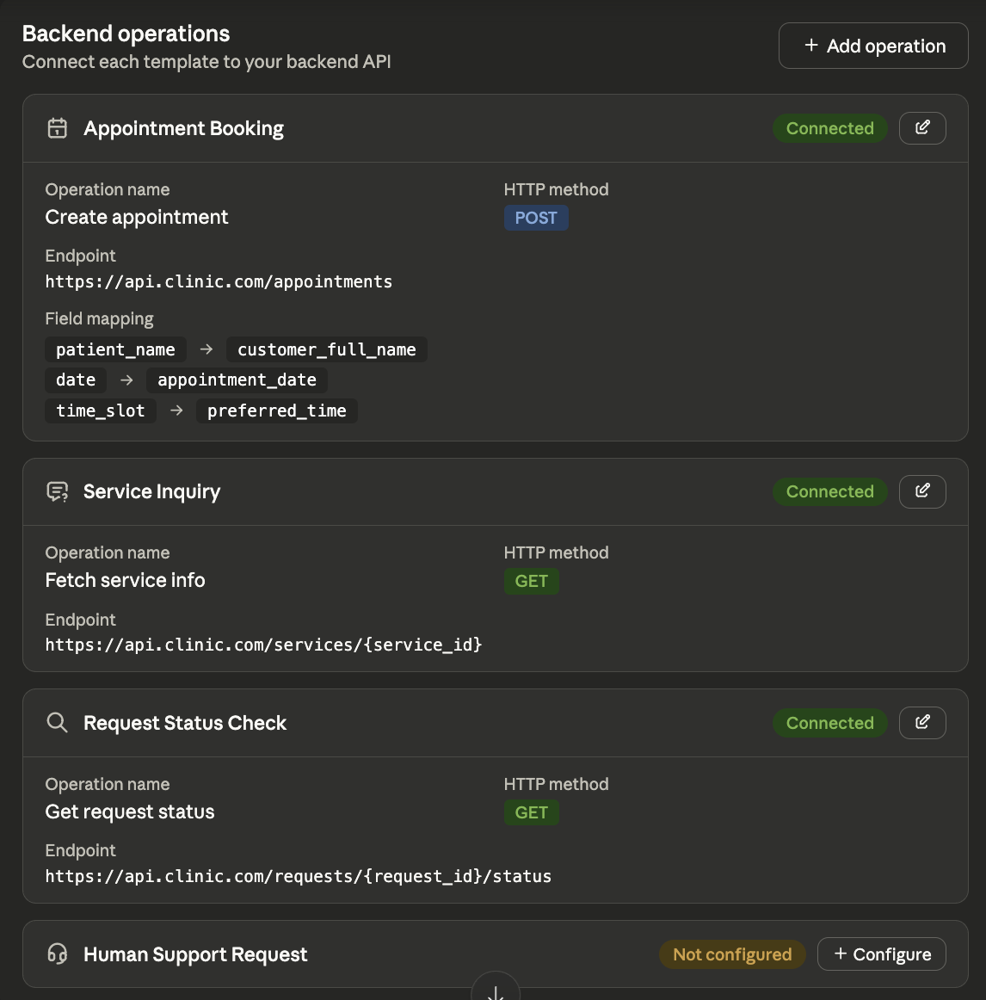 Backend operations
Connect each template to your backend API
+ Add operation
Appointment Booking
Connected
Operation name
Create appointment
HTTP method
POST
Endpoint
https://api.clinic.com/appointments
Field mapping
patient_name → customer_full_name
date → appointment_date
time_slot → preferred_time
Service Inquiry
Connected
Operation name
Fetch service info
HTTP method
GET
Endpoint
https://api.clinic.com/services/{service_id}
Request Status Check
Connected
Operation name
Get request status
HTTP method
GET
Endpoint
https://api.clinic.com/requests/{request_id}/status
Human Support Request
Not configured
+ Configure